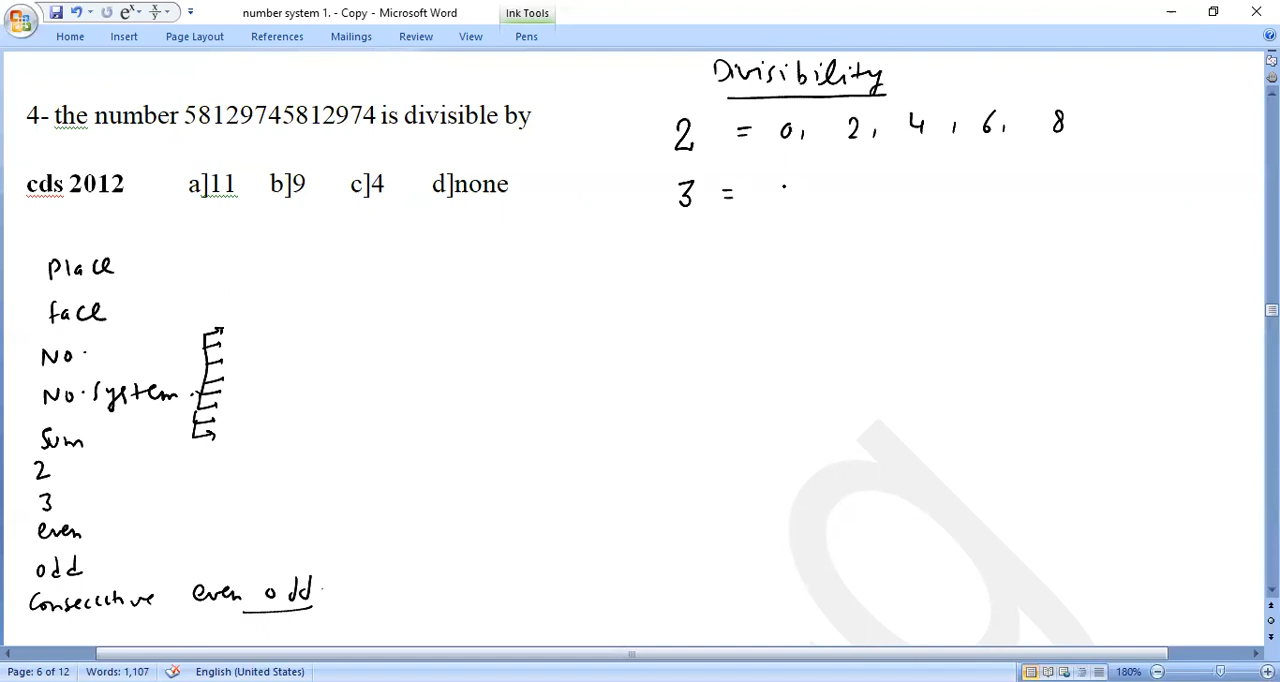 number system 1. - Copy - Microsoft Word
Ink Tools
Home Insert Page Layout References Mailings Review View Pens
Divisibility
4- the number 58129745812974 is divisible by
2 = 0, 2, 4, 6, 8
cds 2012 a]11 b]9 c]4 d]none
3 =
Place
face
No.
No. System
Sum
2
3
even
odd
Consecutive even odd
Page: 6 of 12 Words: 1,107 English (United States) 180%